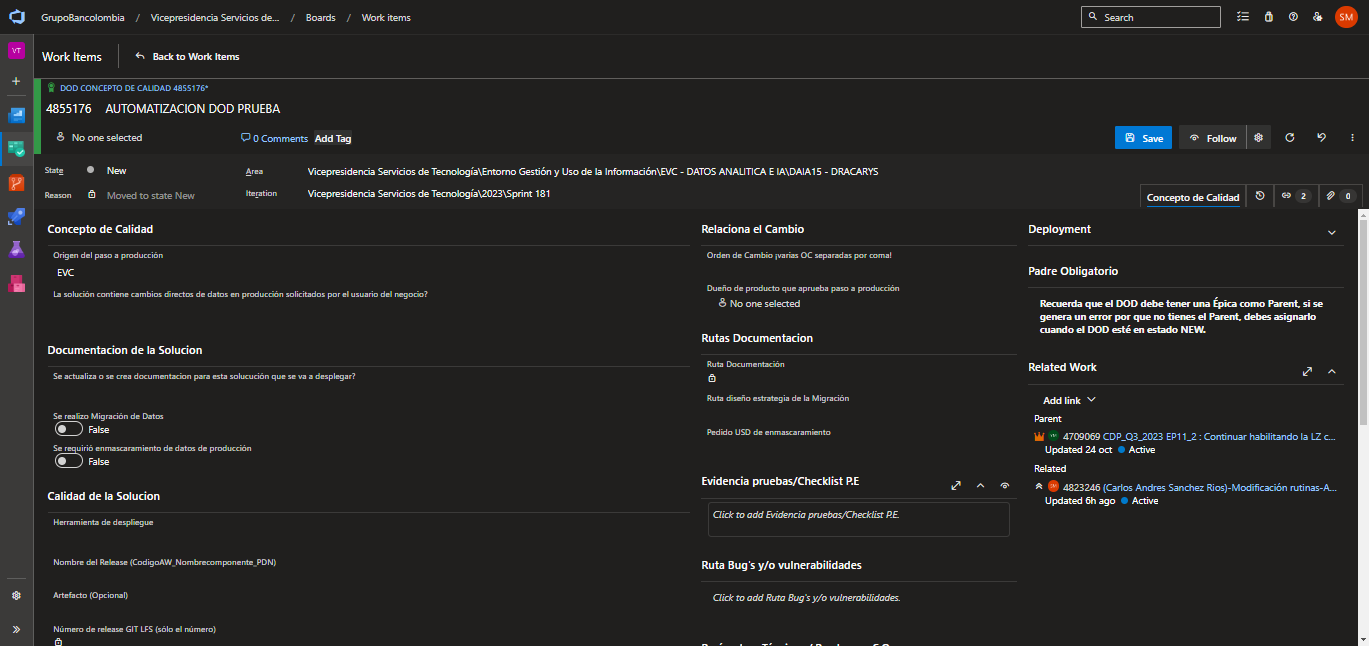 GrupoBancolombia / Vicepresidencia Servicios de... / Boards / Work items
Search
SM
VT
Work Items
Back to Work Items
DOD CONCEPTO DE CALIDAD 4855176*
4855176 AUTOMATIZACION DOD PRUEBA
No one selected
0 Comments
Add Tag
Save
Follow
State
New
Area
Vicepresidencia Servicios de Tecnología\Entorno Gestión y Uso de la Información\EVC - DATOS ANALITICA E IA\DAIA15 - DRACARYS
Reason
Moved to state New
Iteration
Vicepresidencia Servicios de Tecnología\2023\Sprint 181
Concepto de Calidad
2
0
Concepto de Calidad
Origen del paso a producción
EVC
La solución contiene cambios directos de datos en producción solicitados por el usuario del negocio?
Documentacion de la Solucion
Se actualiza o se crea documentacion para esta solucución que se va a desplegar?
Se realizo Migración de Datos
False
Se requirió enmascaramiento de datos de producción
False
Calidad de la Solucion
Herramienta de despliegue
Nombre del Release (CodigoAW_Nombrecomponente_PDN)
Artefacto (Opcional)
Número de release GIT LFS (sólo el número)
Relaciona el Cambio
Orden de Cambio ¡varias OC separadas por coma!
Dueño de producto que aprueba paso a producción
No one selected
Rutas Documentacion
Ruta Documentación
Ruta diseño estrategia de la Migración
Pedido USD de enmascaramiento
Evidencia pruebas/Checklist P.E
Click to add Evidencia pruebas/Checklist P.E.
Ruta Bug's y/o vulnerabilidades
Click to add Ruta Bug's y/o vulnerabilidades.
Deployment
Padre Obligatorio
Recuerda que el DOD debe tener una Épica como Parent, si se
genera un error por que no tienes el Parent, debes asignarlo
cuando el DOD esté en estado NEW.
Related Work
Add link
Parent
4709069 CDP_Q3_2023 EP11_2 : Continuar habilitando la LZ c...
Updated 24 oct Active
Related
SM 4823246 (Carlos Andres Sanchez Rios)-Modificación rutinas-A...
Updated 6h ago Active